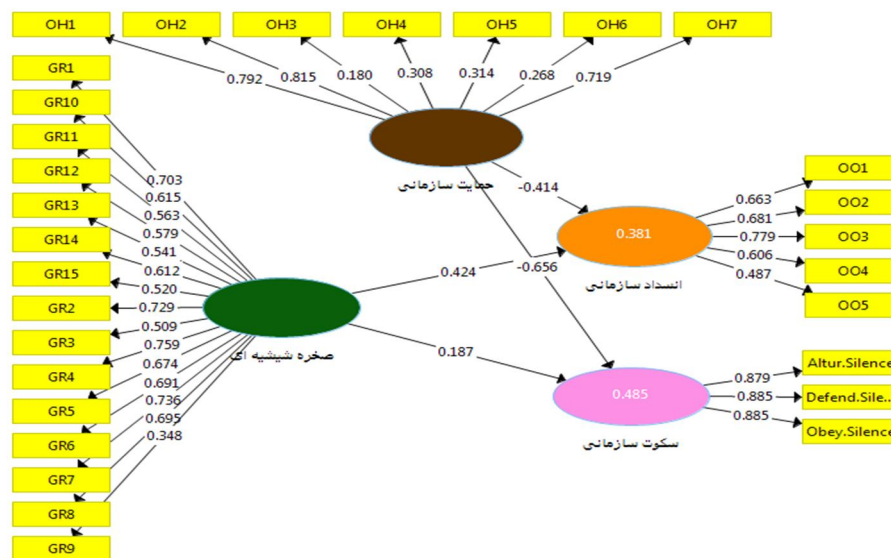 OH1
OH2
OH3
OH4
OH5
OH6
OH7
0.792
0.815
0.180
0.308
0.314
0.268
0.719
حمایت سازمانی
GR1
GR10
GR11
GR12
GR13
GR14
GR15
GR2
GR3
GR4
GR5
GR6
GR7
GR8
GR9
0.703
0.615
0.563
0.579
0.541
0.612
0.520
0.729
0.509
0.759
0.674
0.691
0.736
0.695
0.348
صخره شیشیه ای
-0.414
0.424
-0.656
0.187
0.381
انسداد سازمانی
0.663
0.681
0.779
0.606
0.487
OO1
OO2
OO3
OO4
OO5
0.485
سکوت سازمانی
0.879
0.885
0.885
Altur.Silence
Defend.Sile..
Obey.Silence